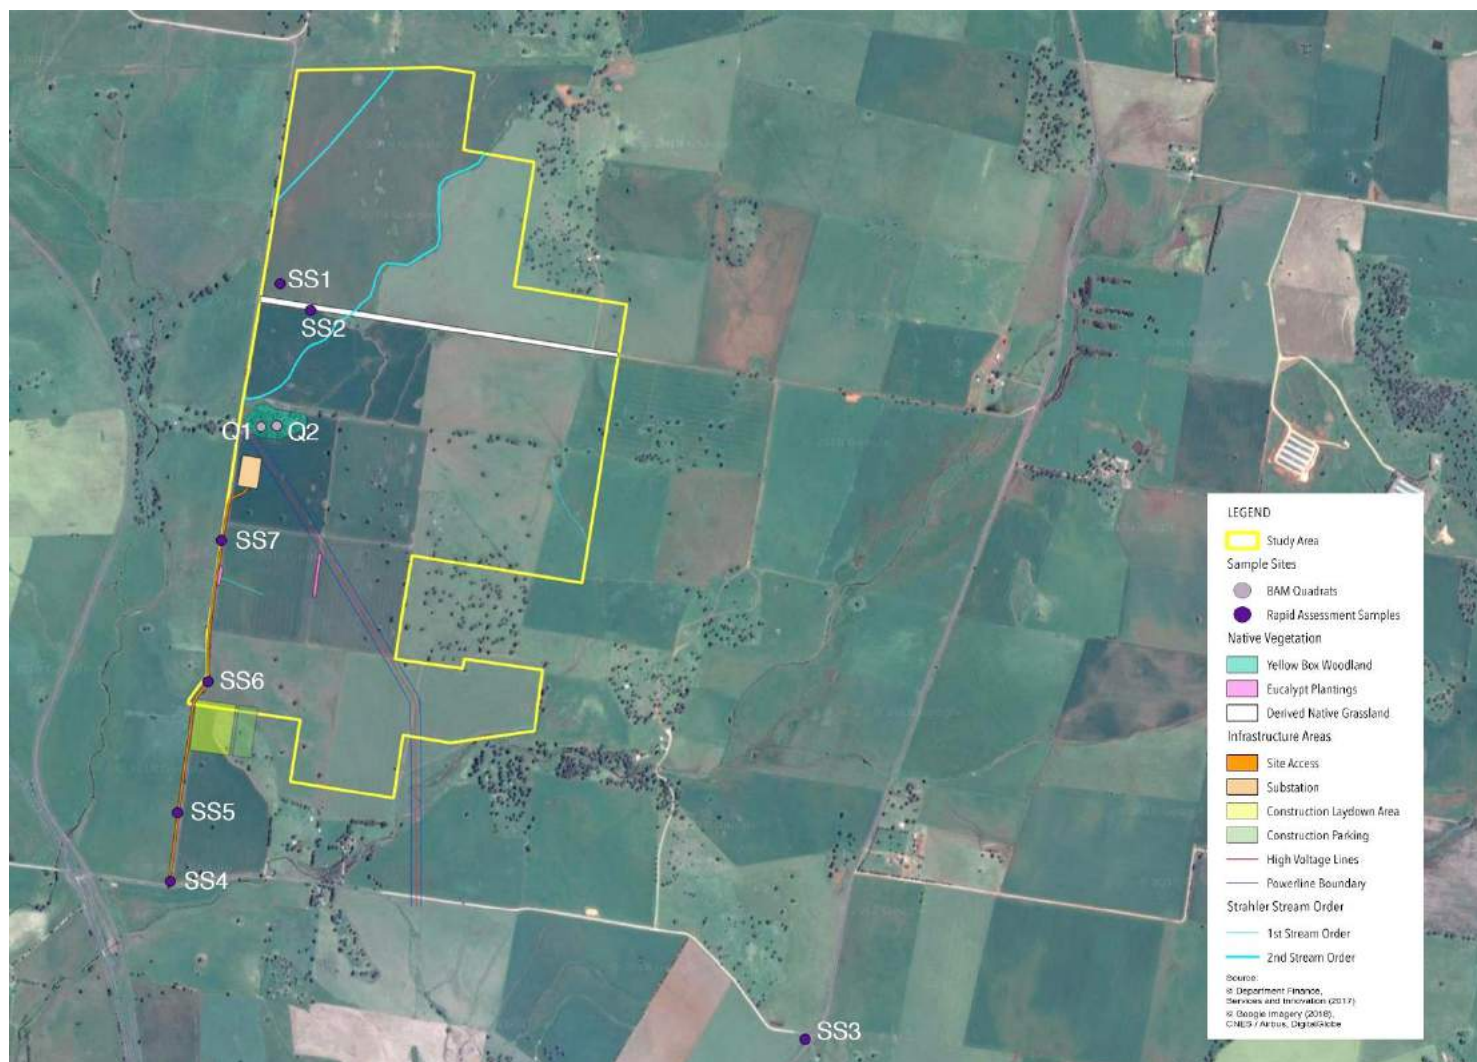 SS1
SS2
Q1 Q2
SS7
SS6
SS5
SS4
SS3
LEGEND
Study Area
Sample Sites
BAM Quadrats
Rapid Assessment Samples
Native Vegetation
Yellow Box Woodland
Eucalypt Plantings
Derived Native Grassland
Infrastructure Areas
Site Access
Substation
Construction Laydown Area
Construction Parking
High Voltage Lines
Powerline Boundary
Strahler Stream Order
1st Stream Order
2nd Stream Order
Source:
© Department Finance,
Services and Innovation (2017)
© Google Imagery (2018),
CNES / Airbus, DigitalGlobe